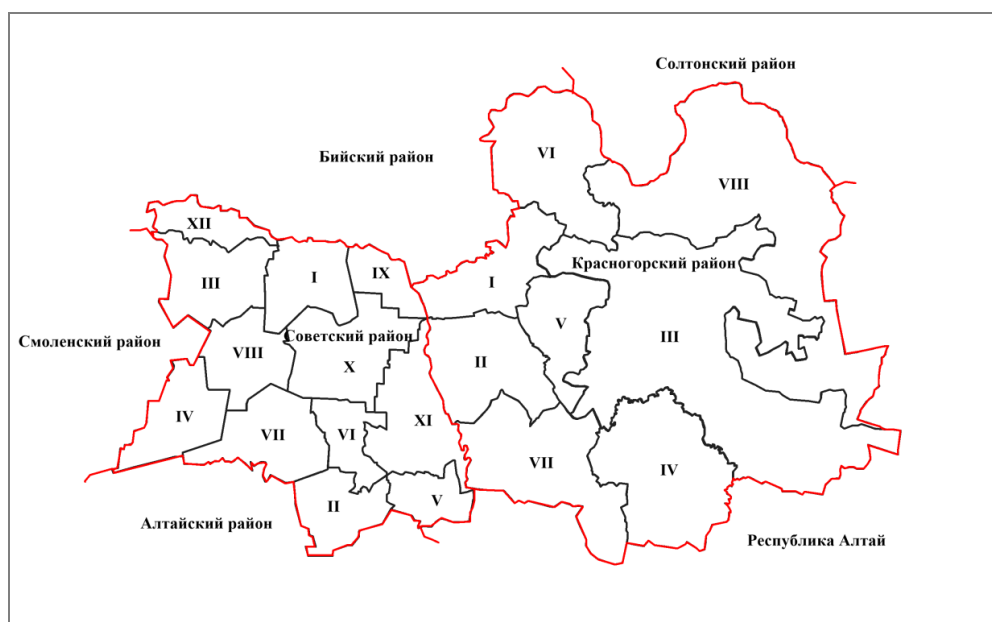 Солтонский район
Бийский район
VI
VIII
XII
Красногорский район
III
I
IX
I
V
III
Смоленский район
Советский район
VIII
X
II
IV
VII
VI
XI
VII
IV
II
V
Алтайский район
Республика Алтай